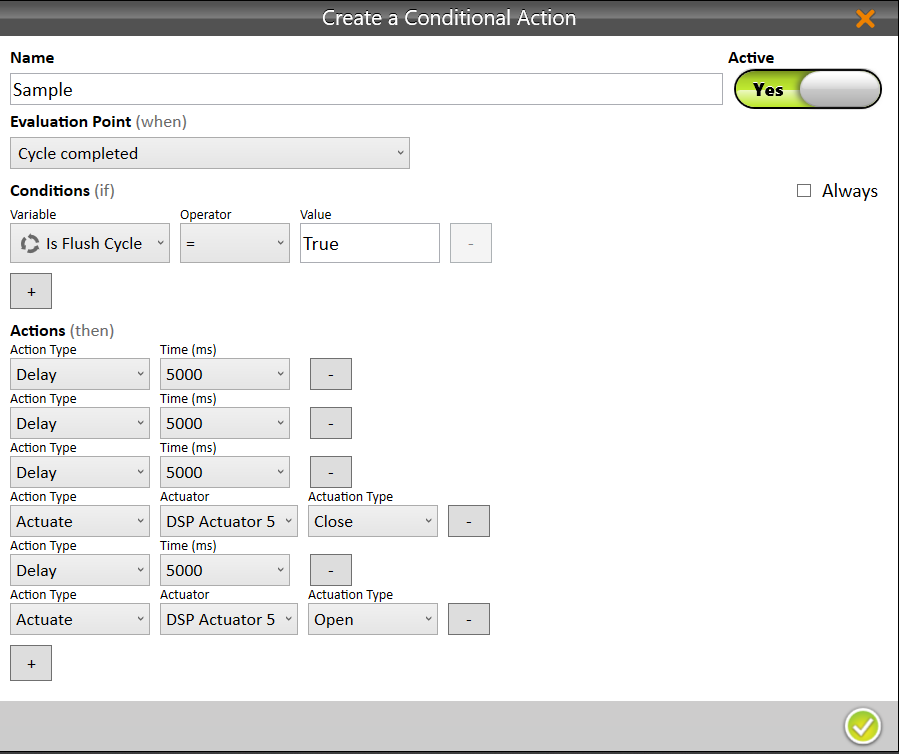 Create a Conditional Action
Name Active
Sample Yes
Evaluation Point (when)
Cycle completed
Conditions (if) Always
Variable Operator Value
Is Flush Cycle = True -
+
Actions (then)
Action Type Time (ms)
Delay 5000 -
Action Type Time (ms)
Delay 5000 -
Action Type Time (ms)
Delay 5000 -
Action Type Actuator Actuation Type
Actuate DSP Actuator 5 Close -
Action Type Time (ms)
Delay 5000 -
Action Type Actuator Actuation Type
Actuate DSP Actuator 5 Open -
+